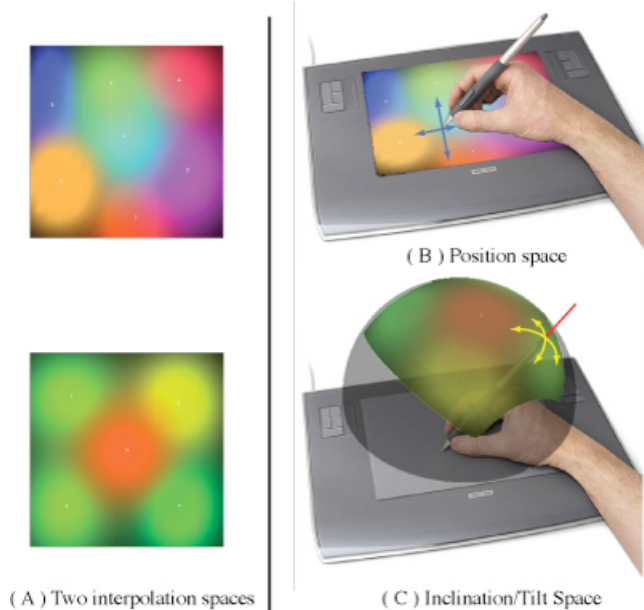 ( B ) Position space
( A ) Two interpolation spaces
( C ) Inclination/Tilt Space